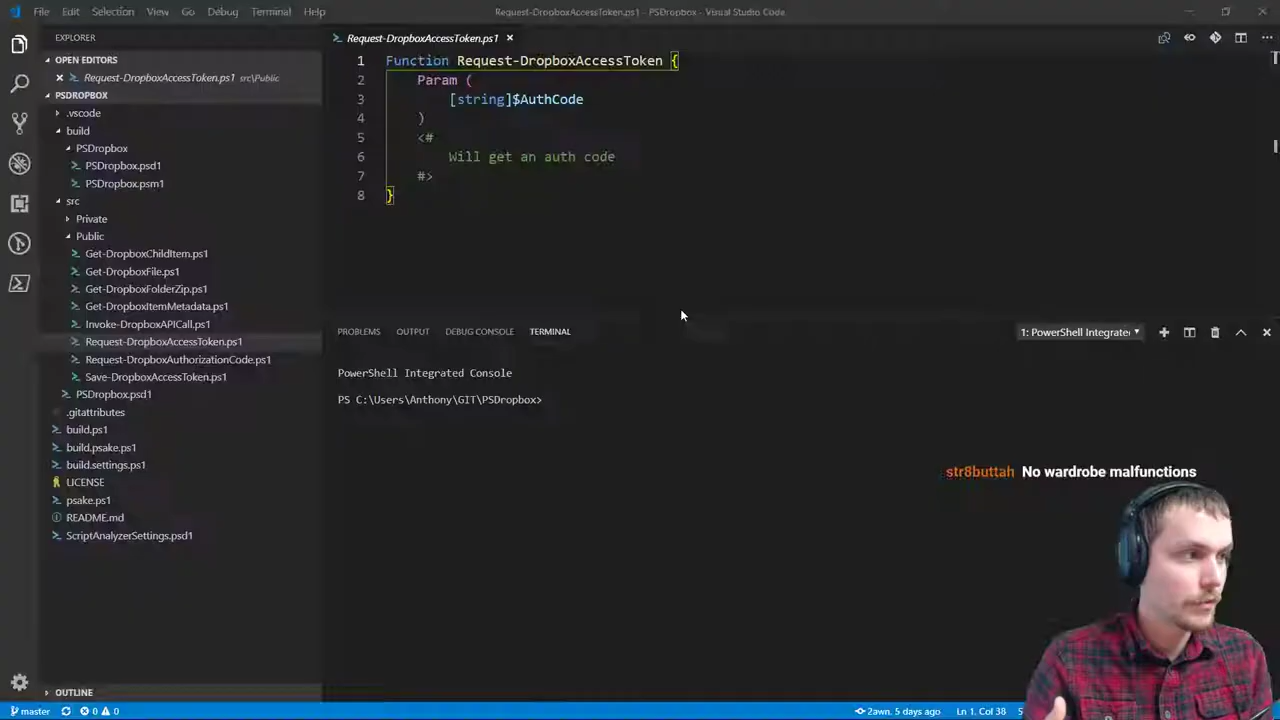 File Edit Selection View Go Debug Terminal Help
Request-DropboxAccessToken.ps1 - PSDropbox - Visual Studio Code
EXPLORER
OPEN EDITORS
Request-DropboxAccessToken.ps1 src\Public
PSDROPBOX
.vscode
build
PSDropbox
PSDropbox.psd1
PSDropbox.psm1
src
Private
Public
Get-DropboxChildItem.ps1
Get-DropboxFile.ps1
Get-DropboxFolderZip.ps1
Get-DropboxItemMetadata.ps1
Invoke-DropboxAPICall.ps1
Request-DropboxAccessToken.ps1
Request-DropboxAuthorizationCode.ps1
Save-DropboxAccessToken.ps1
PSDropbox.psd1
.gitattributes
build.ps1
build.psake.ps1
build.settings.ps1
LICENSE
psake.ps1
README.md
ScriptAnalyzerSettings.psd1
OUTLINE
Request-DropboxAccessToken.ps1
1 Function Request-DropboxAccessToken {
2 Param (
3 [string]$AuthCode
4 )
5 <#
6 Will get an auth code
7 #>
8 }
PROBLEMS OUTPUT DEBUG CONSOLE TERMINAL
1: PowerShell Integrate
PowerShell Integrated Console
PS C:\Users\Anthony\GIT\PSDropbox>
str8buttah No wardrobe malfunctions
master 0 0
2awn. 5 days ago Ln 1, Col 38